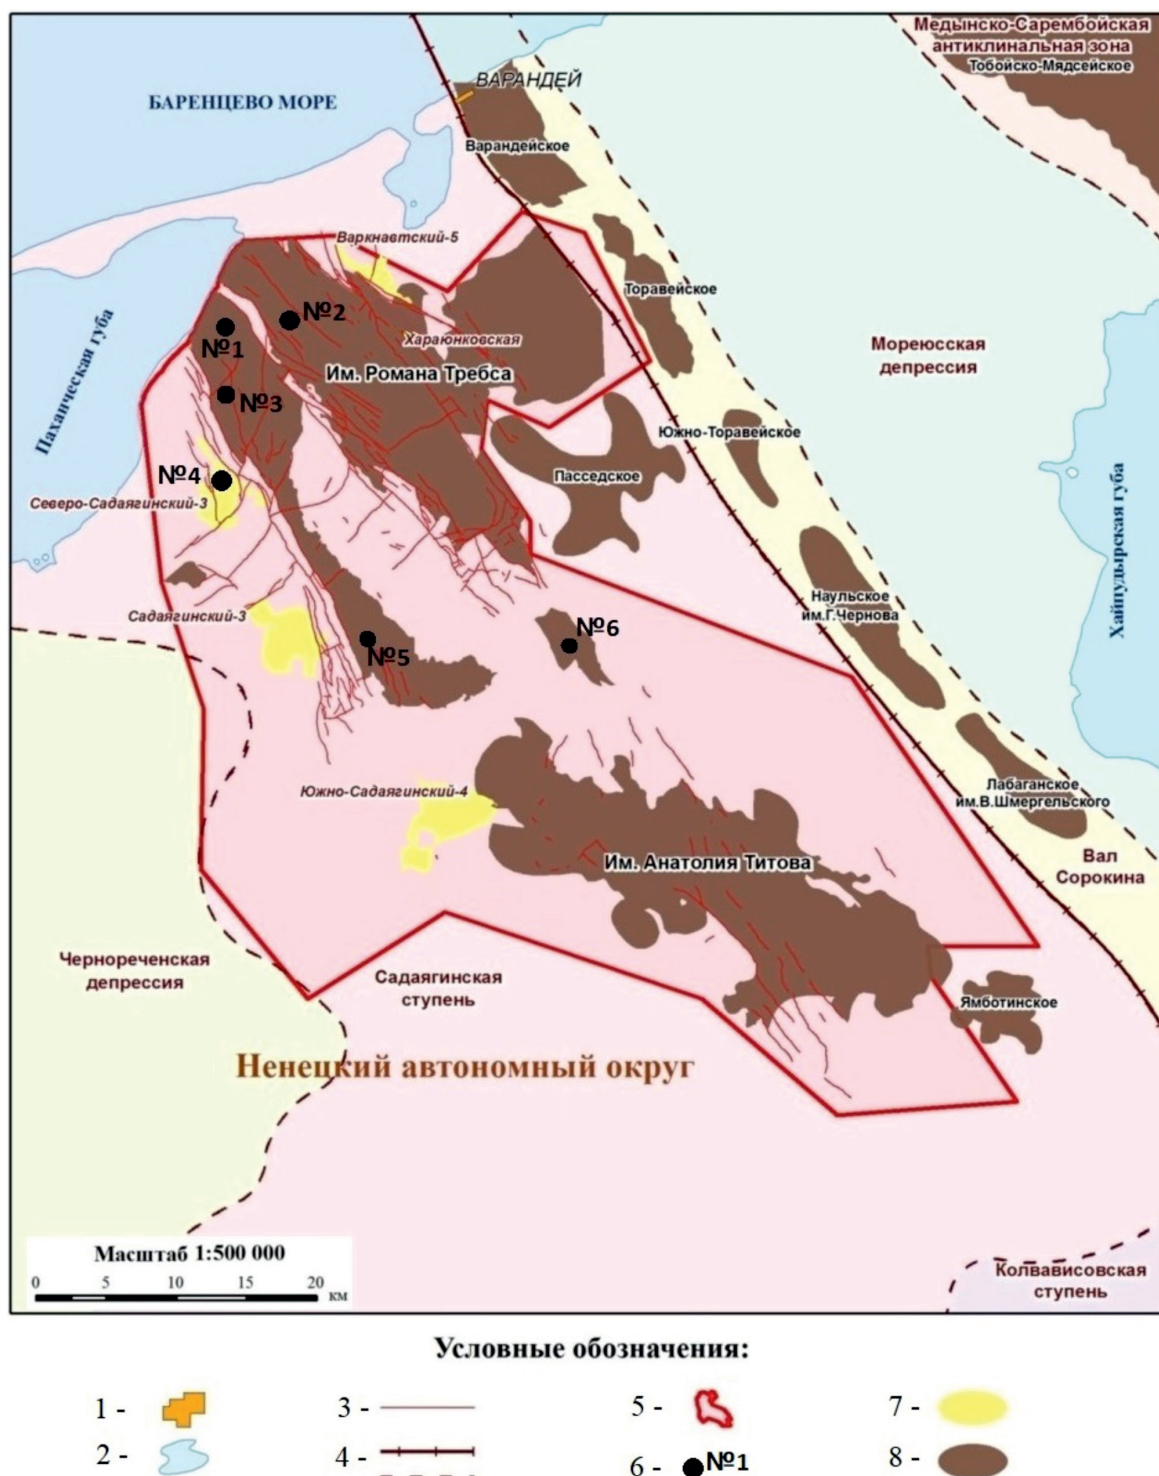 Медынско-Сарембойская
антиклинальная зона
Тобойско-Мядсейское
ВАРАНДЕЙ
БАРЕНЦЕВО МОРЕ
Варандейское
Варкнавтский-5
Торавейское
№2
Хараюнковская
№1
Мореюсская
депрессия
Паханческая губа
Им. Романа Требса
№3
Южно-Торавейское
№4
Пасседское
Северо-Садаягинский-3
Хайпудырская губа
Наульское
им.Г.Чернова
Садаягинский-3
№6
№5
Южно-Садаягинский-4
Лабаганское
им.В.Шмергельского
Им. Анатолия Титова
Вал
Сорокина
Чернореченская
депрессия
Садаягинская
ступень
Ямботинское
Ненецкий автономный округ
Масштаб 1:500 000
0 5 10 15 20
км
Колвависовская
ступень
Условные обозначения:
1 -
3 -
5 -
7 -
2 -
4 -
6 - №1
8 -